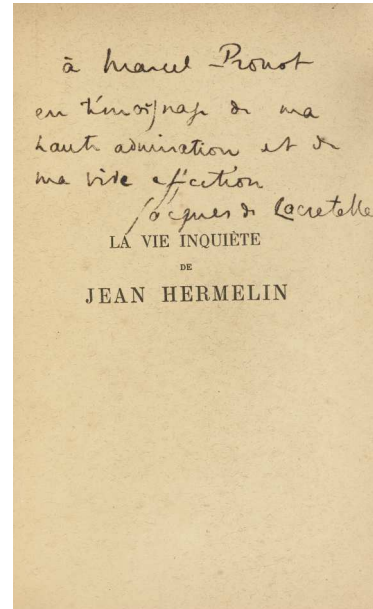 à Marcel Proust
en témoignage de ma
haute admiration et de
ma vive affection
Jacques de Lacretelle
LA VIE INQUIÈTE
DE
JEAN HERMELIN